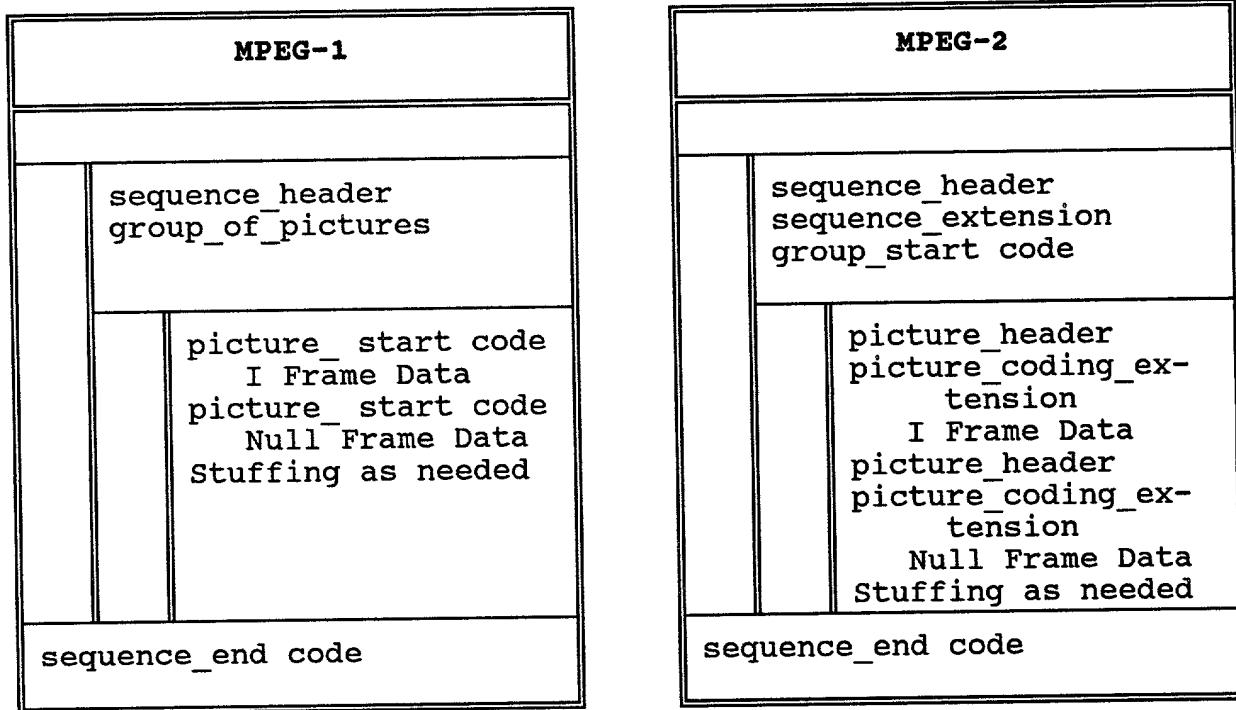 MPEG-1
sequence_header
group_of_pictures
picture_ start code
I Frame Data
picture_ start code
Null Frame Data
Stuffing as needed
sequence_end code
MPEG-2
sequence_header
sequence_extension
group_start code
picture_header
picture_coding_ex-
tension
I Frame Data
picture_header
picture_coding_ex-
tension
Null Frame Data
Stuffing as needed
sequence_end code